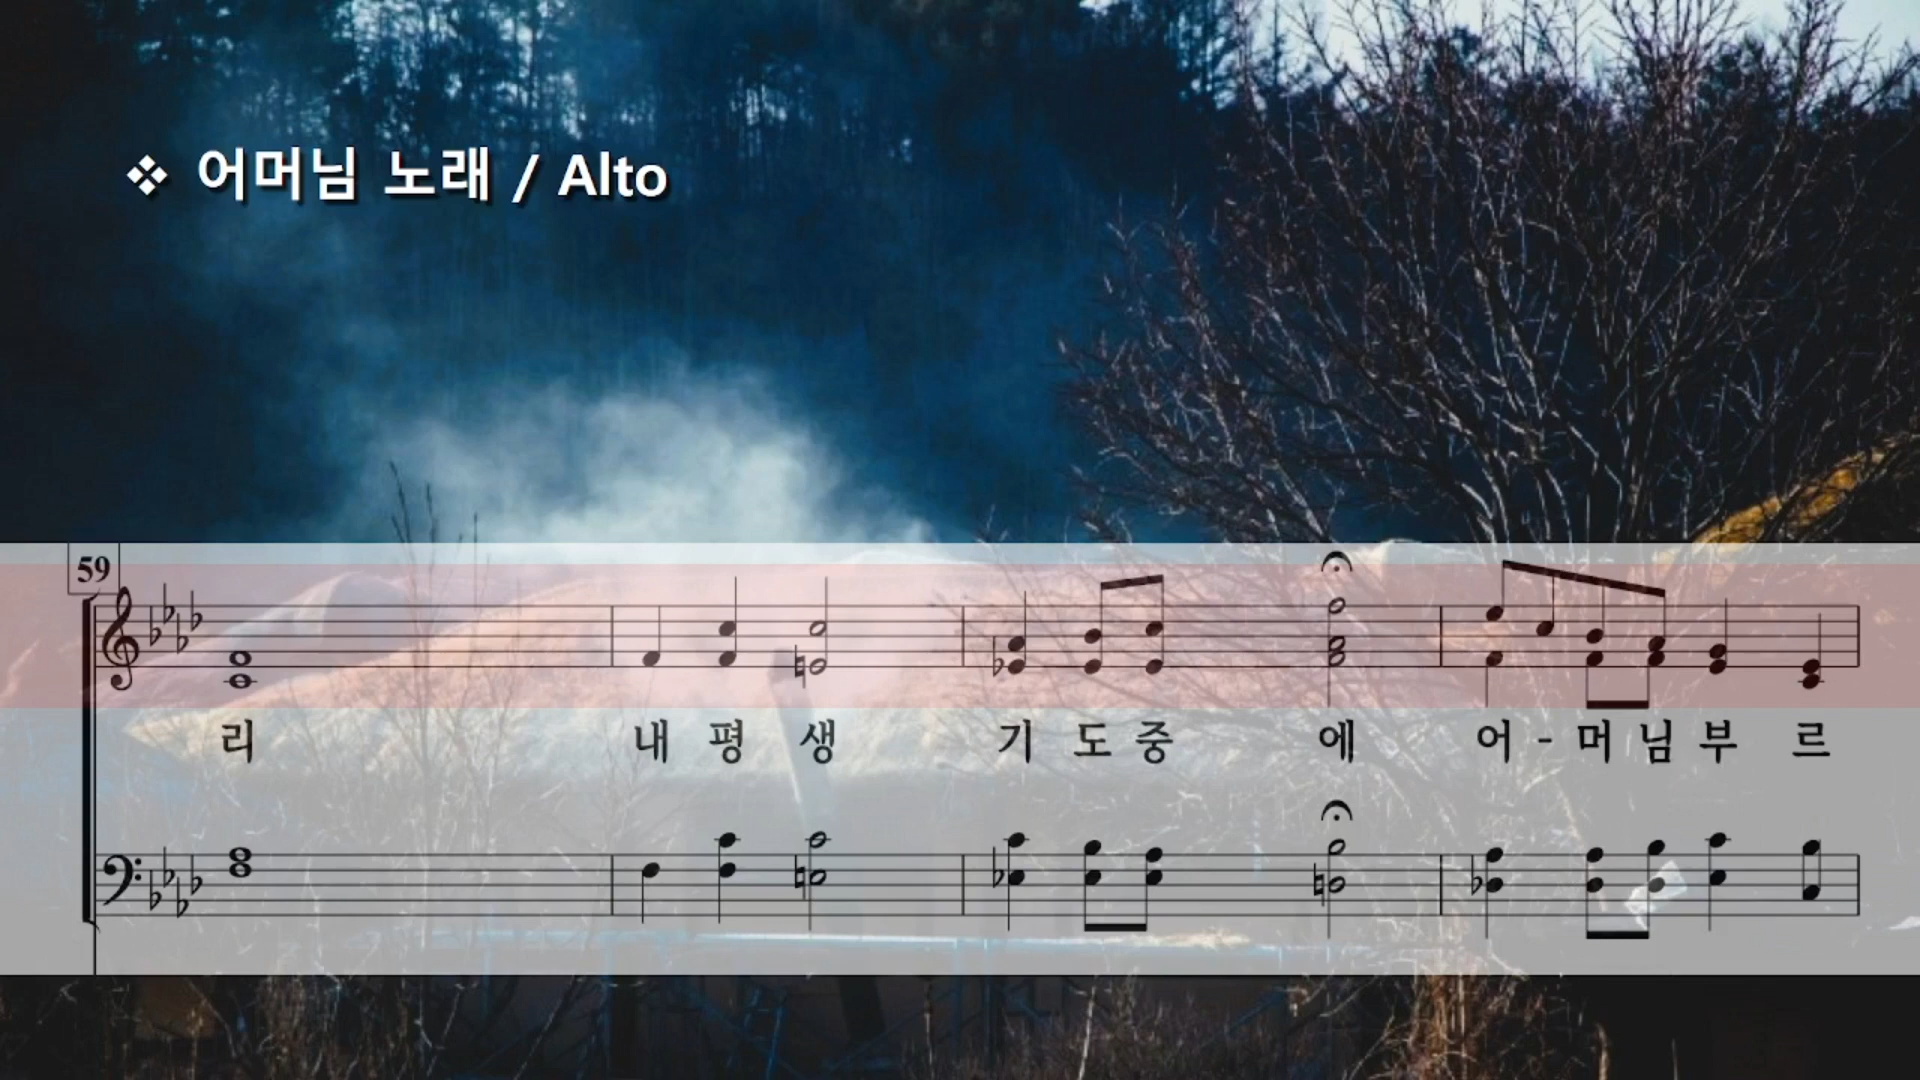 ❖ 어머님 노래 / Alto
59
리 내 평 생 기 도 중 에 어 - 머 님 부 르